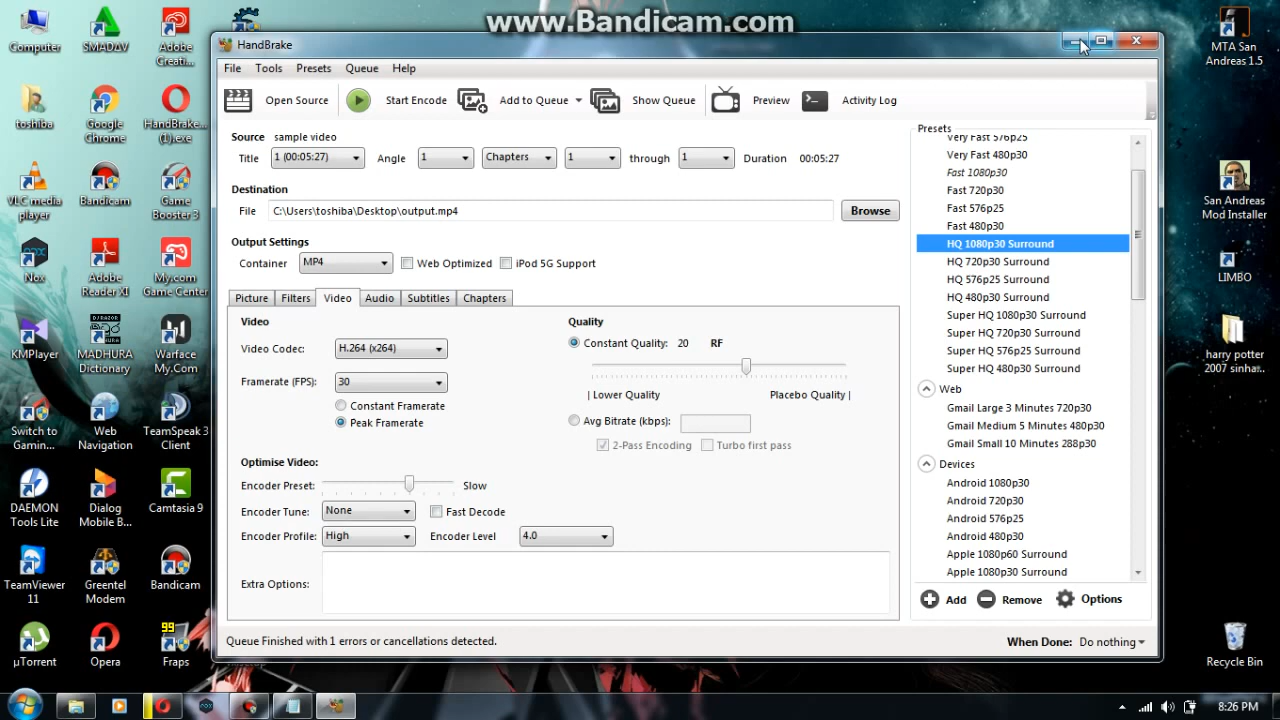 www.Bandicam.com
HandBrake
File Tools Presets Queue Help
Open Source Start Encode Add to Queue Show Queue Preview Activity Log
Source sample video
Title 1 (00:05:27) Angle 1 Chapters 1 through 1 Duration 00:05:27
Destination
File C:\Users\toshiba\Desktop\output.mp4 Browse
Output Settings
Container MP4 Web Optimized iPod 5G Support
Picture Filters Video Audio Subtitles Chapters
Video
Video Codec: H.264 (x264)
Framerate (FPS): 30
Constant Framerate
Peak Framerate
Quality
Constant Quality: 20 RF
| Lower Quality Placebo Quality |
Avg Bitrate (kbps):
2-Pass Encoding Turbo first pass
Optimise Video:
Encoder Preset: Slow
Encoder Tune: None Fast Decode
Encoder Profile: High Encoder Level 4.0
Extra Options:
Queue Finished with 1 errors or cancellations detected.
When Done: Do nothing
Presets
Very Fast 576p25
Very Fast 480p30
Fast 1080p30
Fast 720p30
Fast 576p25
Fast 480p30
HQ 1080p30 Surround
HQ 720p30 Surround
HQ 576p25 Surround
HQ 480p30 Surround
Super HQ 1080p30 Surround
Super HQ 720p30 Surround
Super HQ 576p25 Surround
Super HQ 480p30 Surround
Web
Gmail Large 3 Minutes 720p30
Gmail Medium 5 Minutes 480p30
Gmail Small 10 Minutes 288p30
Devices
Android 1080p30
Android 720p30
Android 576p25
Android 480p30
Apple 1080p60 Surround
Apple 1080p30 Surround
Add Remove Options
Computer
SMADΔV
Adobe
Creati...
toshiba
Google
Chrome
HandBrake...
(1).exe
VLC media
player
Bandicam
Game
Booster 3
Nox
Adobe
Reader XI
My.com
Game Center
KMPlayer
MADHURA
Dictionary
Warface
My.Com
Switch to
Gamin...
Web
Navigation
TeamSpeak 3
Client
DAEMON
Tools Lite
Dialog
Mobile B...
Camtasia 9
TeamViewer
11
Greentel
Modem
Bandicam
µTorrent
Opera
99
Fraps
MTA San
Andreas 1.5
San Andreas
Mod Installer
LIMBO
harry potter
2007 sinha...
Recycle Bin
8:26 PM